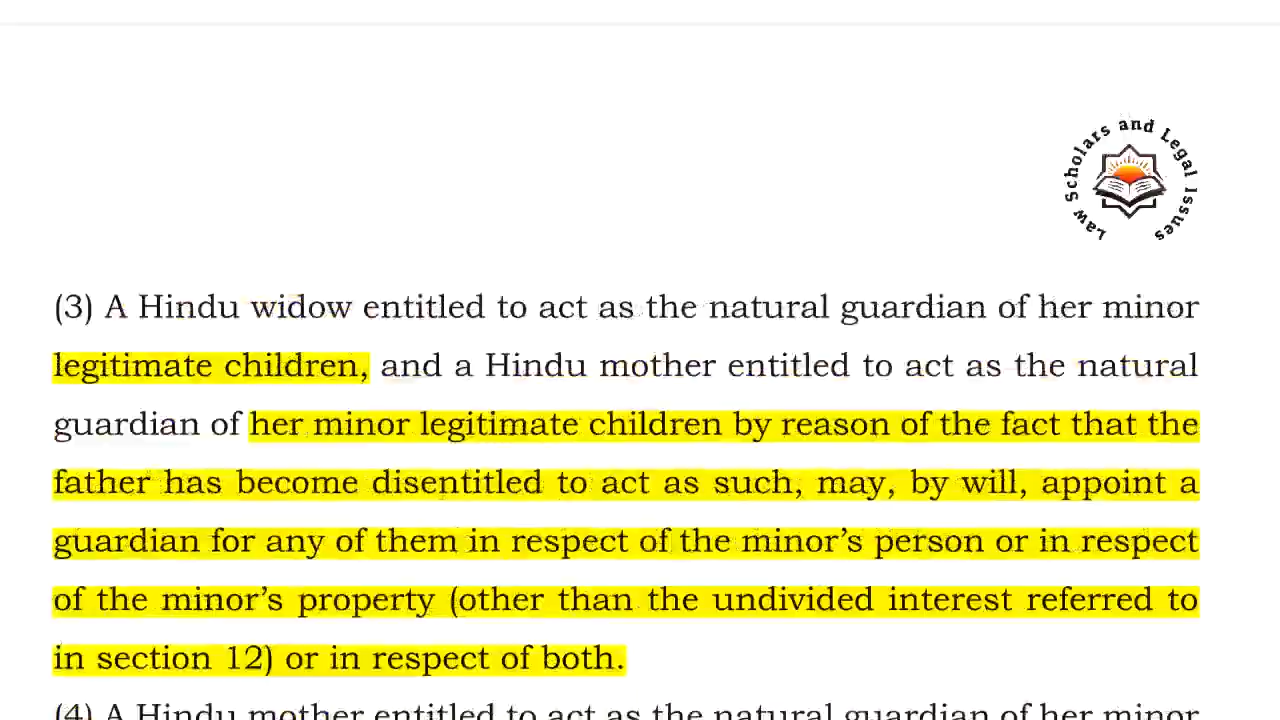 Law Scholars and Legal Issues
(3) A Hindu widow entitled to act as the natural guardian of her minor
legitimate children, and a Hindu mother entitled to act as the natural
guardian of her minor legitimate children by reason of the fact that the
father has become disentitled to act as such, may, by will, appoint a
guardian for any of them in respect of the minor’s person or in respect
of the minor’s property (other than the undivided interest referred to
in section 12) or in respect of both.
(4) A Hindu mother entitled to act as the natural guardian of her minor